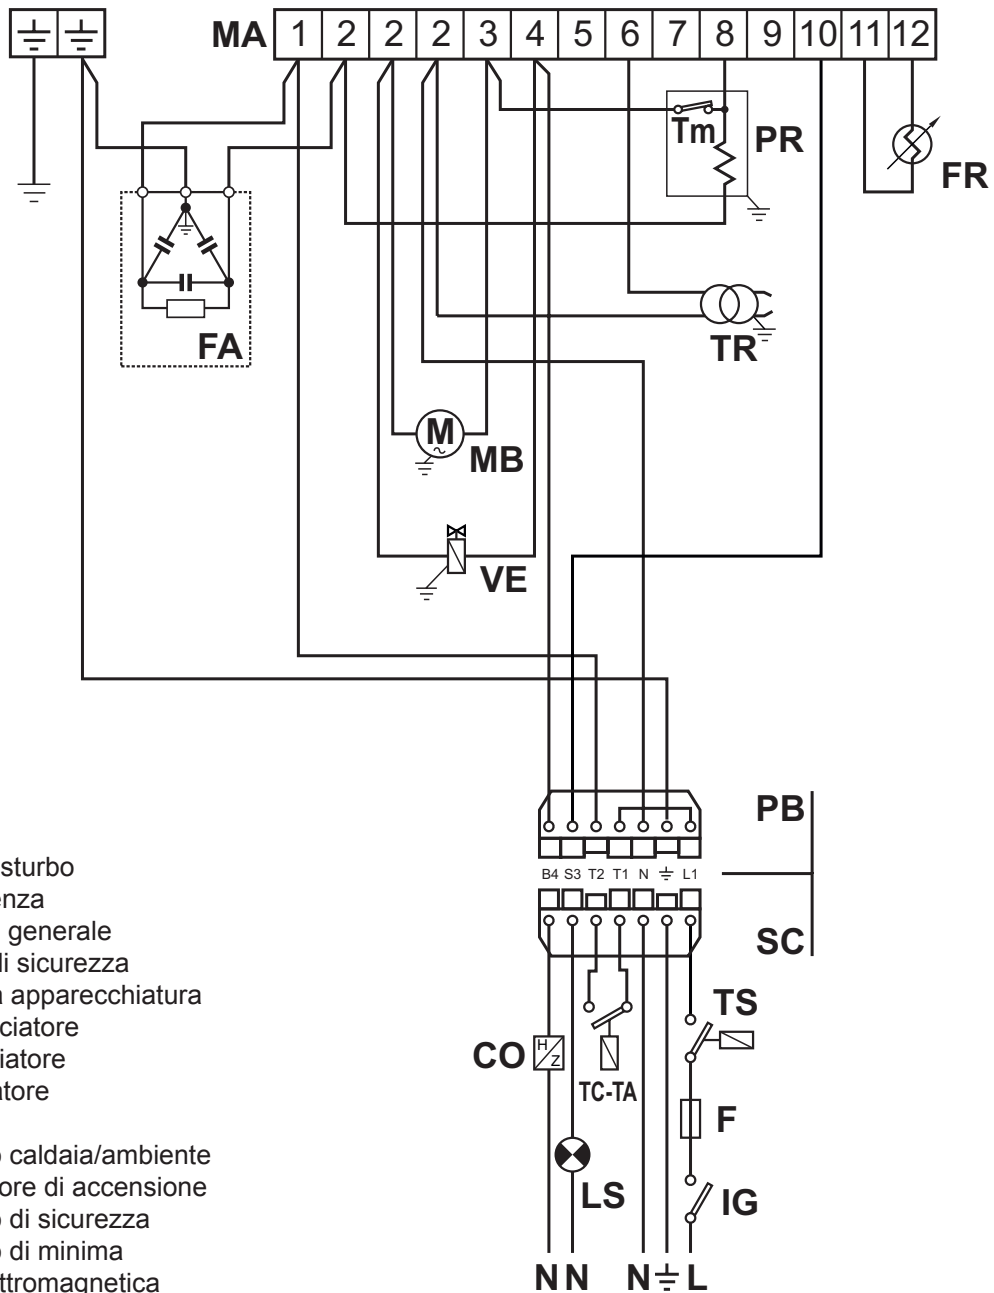 MA 1 2 2 2 3 4 5 6 7 8 9 10 11 12
Tm
PR
FR
FA
TR
M
MB
VE
PB
B4 S3 T2 T1 N L1
SC
TS
CO
H
Z
TC-TA
F
LS
IG
N N N L
sturbo
enza
generale
di sicurezza
a apparecchiatura
ciatore
iatore
atore
caldaia/ambiente
ore di accensione
di sicurezza
di minima
ttromagnetica